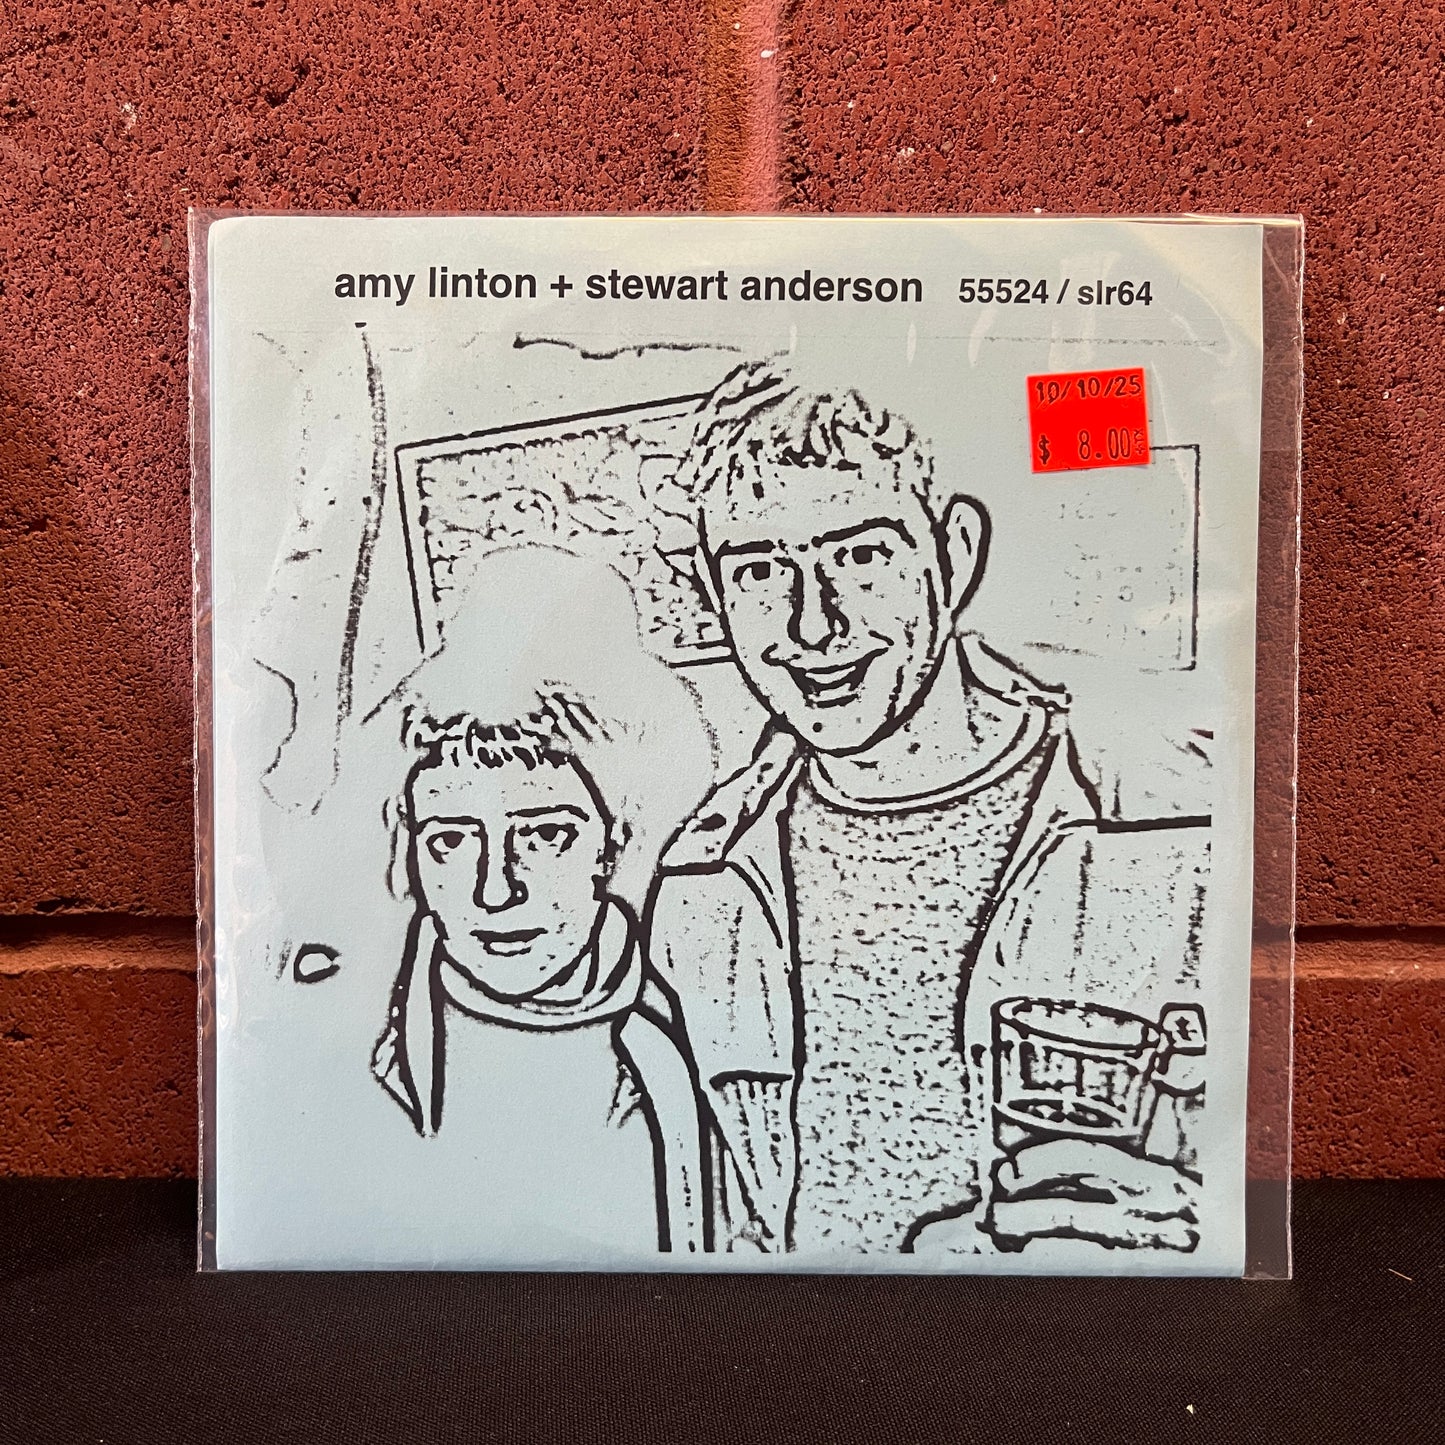 amy linton + stewart anderson 55524 / slr64
10/10/25
$ 8.00